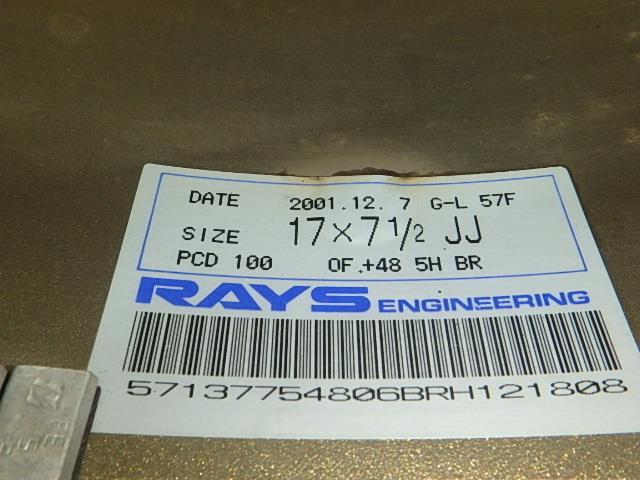 DATE 2001.12. 7 G-L 57F
SIZE 17×7 1/2 JJ
PCD 100 OF.+48 5H BR
RAYS ENGINEERING
57137754806BRH121808